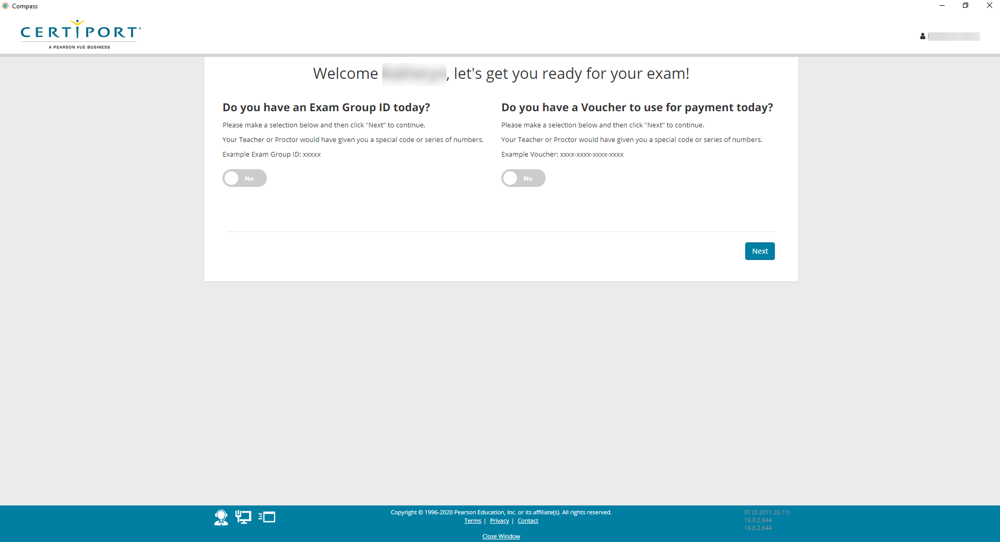 Compass
CERTIPORT®
A PEARSON VUE BUSINESS
Welcome , let's get you ready for your exam!
Do you have an Exam Group ID today?
Please make a selection below and then click "Next" to continue.
Your Teacher or Proctor would have given you a special code or series of numbers.
Example Exam Group ID: xxxxx
No
Do you have a Voucher to use for payment today?
Please make a selection below and then click "Next" to continue.
Your Teacher or Proctor would have given you a special code or series of numbers.
Example Voucher: xxxx-xxxx-xxxx-xxxx
No
Next
Copyright © 1996-2020 Pearson Education, Inc. or its affiliate(s). All rights reserved.
Terms | Privacy | Contact
Close Window
07 (3.2011.20.11)
19.0.2.644
19.0.2.644